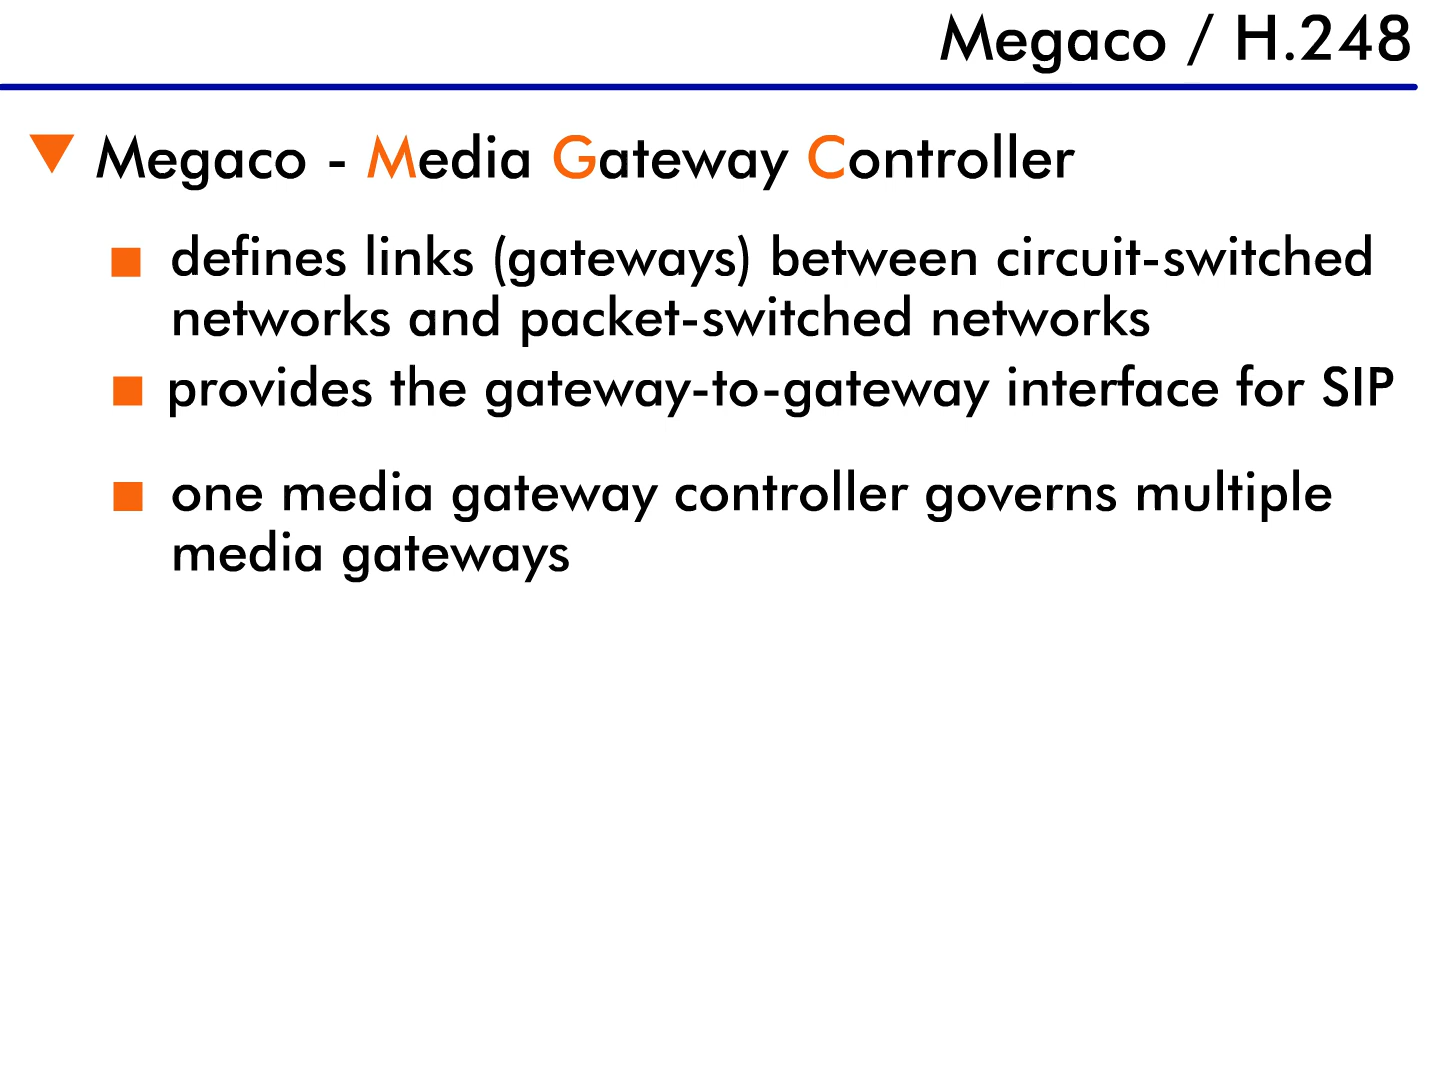 Megaco / H.248
Megaco - Media Gateway Controller
defines links (gateways) between circuit-switched
networks and packet-switched networks
provides the gateway-to-gateway interface for SIP
one media gateway controller governs multiple
media gateways